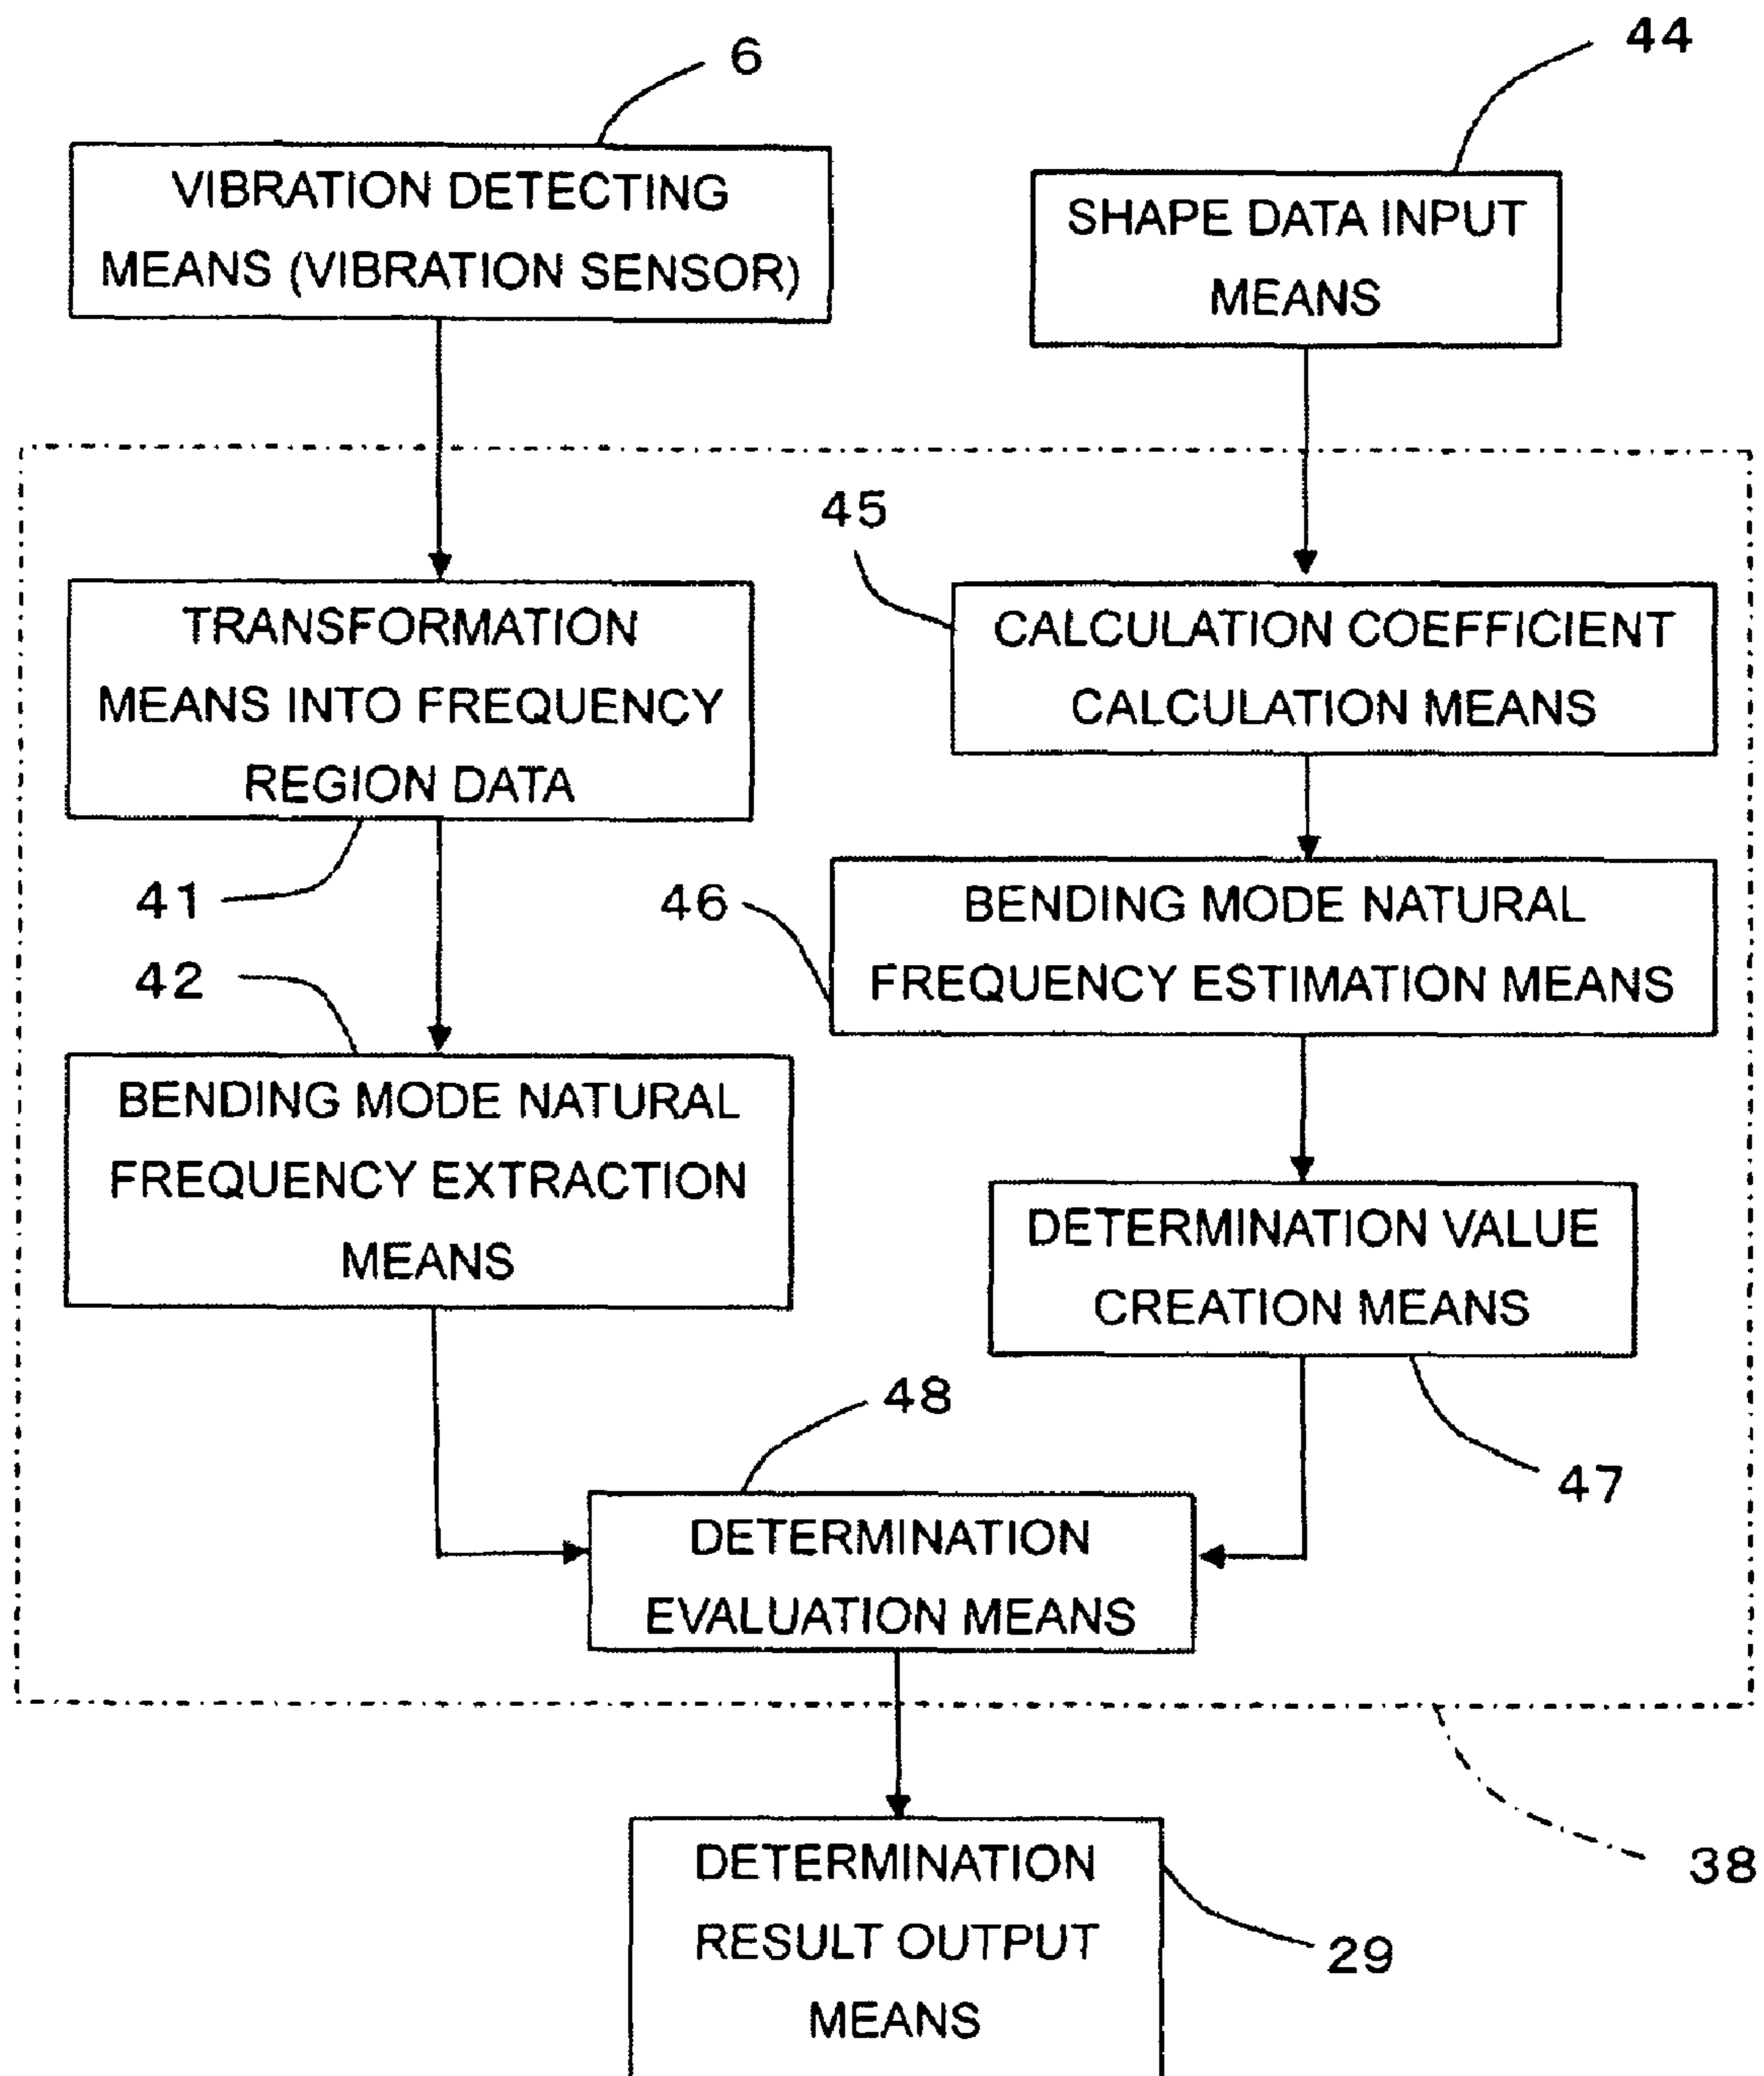 6
44
VIBRATION DETECTING
MEANS (VIBRATION SENSOR)
SHAPE DATA INPUT
MEANS
45
TRANSFORMATION
MEANS INTO FREQUENCY
REGION DATA
CALCULATION COEFFICIENT
CALCULATION MEANS
41
46
BENDING MODE NATURAL
FREQUENCY ESTIMATION MEANS
42
BENDING MODE NATURAL
FREQUENCY EXTRACTION
MEANS
DETERMINATION VALUE
CREATION MEANS
48
47
DETERMINATION
EVALUATION MEANS
38
DETERMINATION
RESULT OUTPUT
MEANS
29